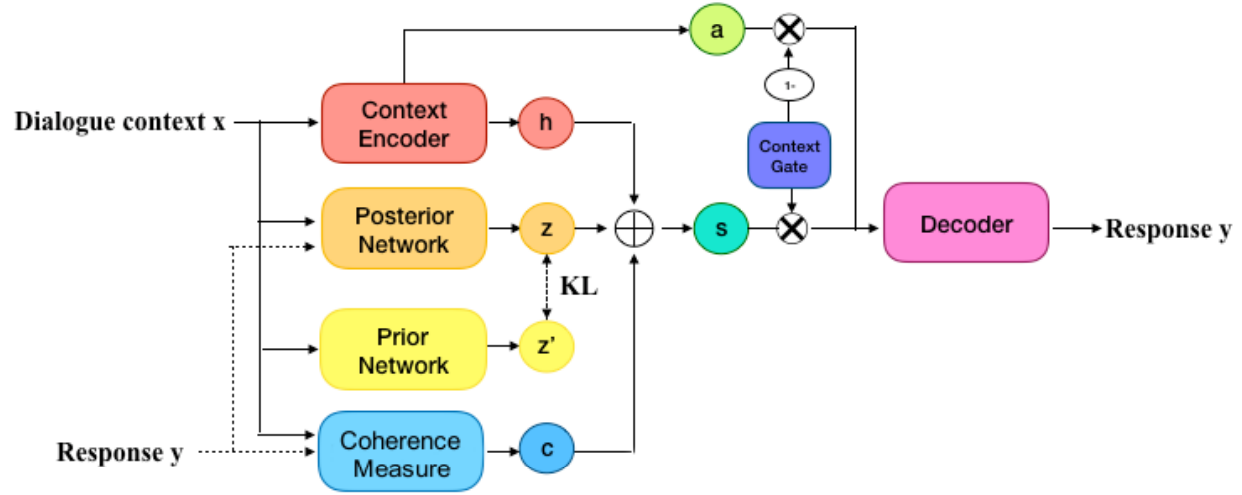 a
1-
Context
Encoder
h
Dialogue context x
Context
Gate
Posterior
Network
z
s
Decoder
Response y
KL
Prior
Network
z'
Response y
Coherence
Measure
c